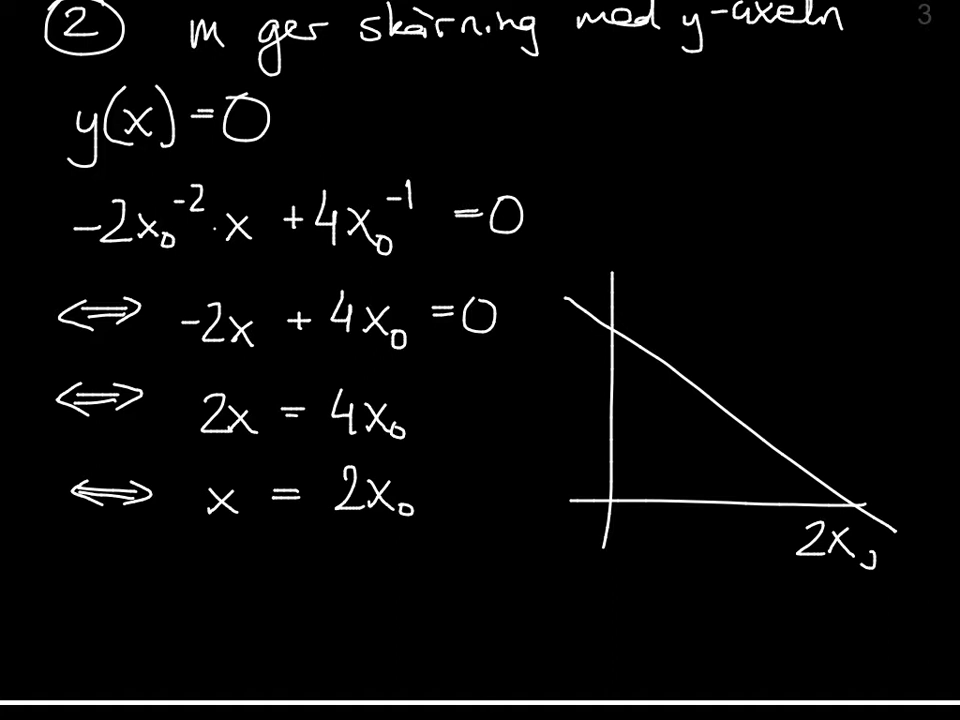 3
② m ger skärning med y-axeln
y(x) = 0
-2x₀⁻² · x + 4x₀⁻¹ = 0
⟺ -2x + 4x₀ = 0
⟺ 2x = 4x₀
⟺ x = 2x₀
2x₀